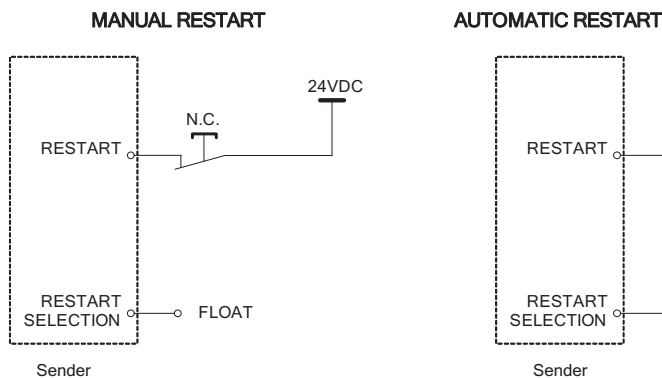 MANUAL RESTART
24VDC
N.C.
RESTART
RESTART
SELECTION
FLOAT
Sender
AUTOMATIC RESTART
RESTART
RESTART
SELECTION
Sender